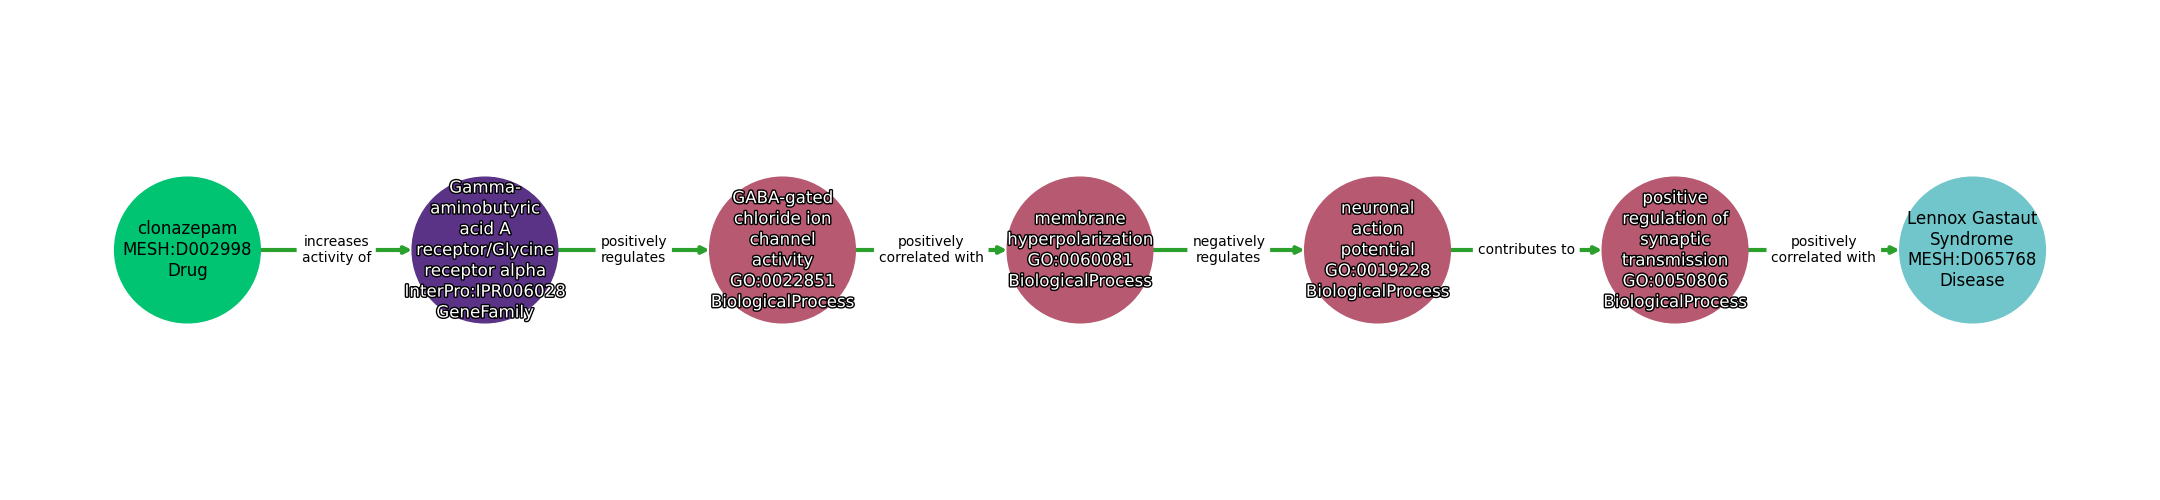 clonazepam
MESH:D002998
Drug
increases
activity of
Gamma-
aminobutyric
acid A
receptor/Glycine
receptor alpha
InterPro:IPR006028
GeneFamily
positively
regulates
GABA-gated
chloride ion
channel
activity
GO:0022851
BiologicalProcess
positively
correlated with
membrane
hyperpolarization
GO:0060081
BiologicalProcess
negatively
regulates
neuronal
action
potential
GO:0019228
BiologicalProcess
contributes to
positive
regulation of
synaptic
transmission
GO:0050806
BiologicalProcess
positively
correlated with
Lennox Gastaut
Syndrome
MESH:D065768
Disease